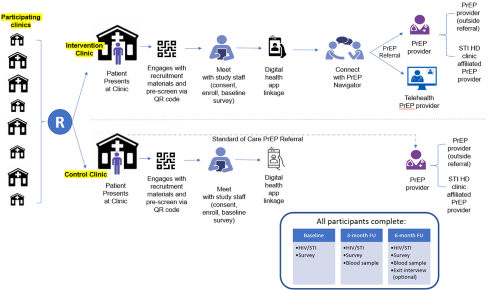 Participating
clinics
R
Intervention Clinic
Patient
Presents
at Clinic
Engages with
recruitment
materials and
pre-screen via
QR code
Meet
with study staff
(consent,
enroll, baseline
survey)
Digital
health
app
linkage
Connect
with PrEP
Navigator
PrEP
Referral
PrEP
provider
PrEP
provider
(outside
referral)
STI HD
clinic
affiliated
PrEP
provider
Telehealth
PrEP provider
Standard of Care PrEP Referral
Control Clinic
Patient
Presents
at Clinic
Engages with
recruitment
materials and
pre-screen via
QR code
Meet
with study staff
(consent,
enroll, baseline
survey)
Digital
health
app
linkage
PrEP
provider
PrEP
provider
(outside
referral)
STI HD
clinic
affiliated
PrEP
provider
All participants complete:
Baseline
•HIV/STI
•Survey
3-month FU
•HIV/STI
•Survey
•Blood sample
6-month FU
•HIV/STI
•Survey
•Blood sample
•Exit interview
(optional)